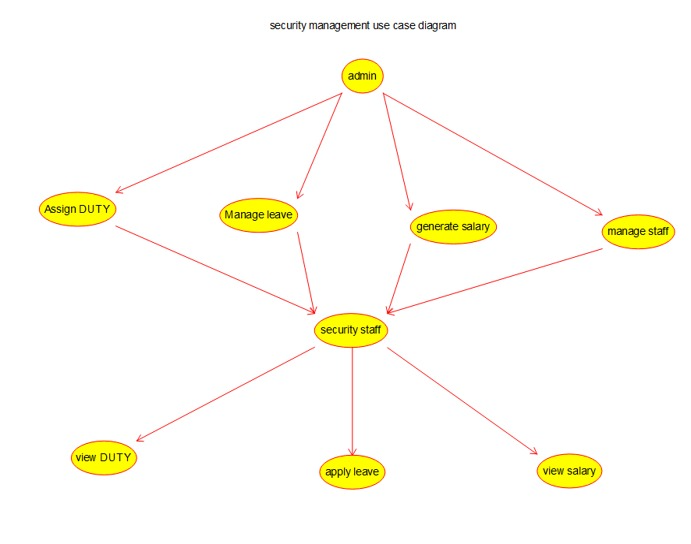 security management use case diagram
admin
Assign DUTY
Manage leave
generate salary
manage staff
security staff
view DUTY
apply leave
view salary